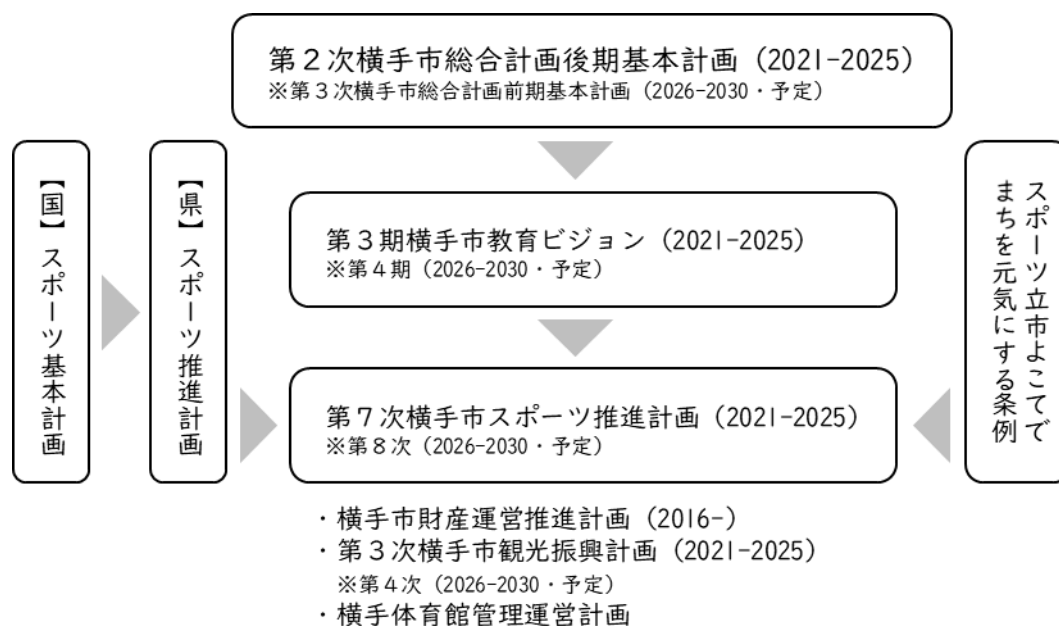 第２次横手市総合計画後期基本計画（2021-2025）
※第３次横手市総合計画前期基本計画（2026-2030・予定）
【国】スポーツ基本計画
【県】スポーツ推進計画
第３期横手市教育ビジョン（2021-2025）
※第４期（2026-2030・予定）
第７次横手市スポーツ推進計画（2021-2025）
※第８次（2026-2030・予定）
スポーツ立市よこてで
まちを元気にする条例
・横手市財産運営推進計画（2016-）
・第３次横手市観光振興計画（2021-2025）
※第４次（2026-2030・予定）
・横手体育館管理運営計画